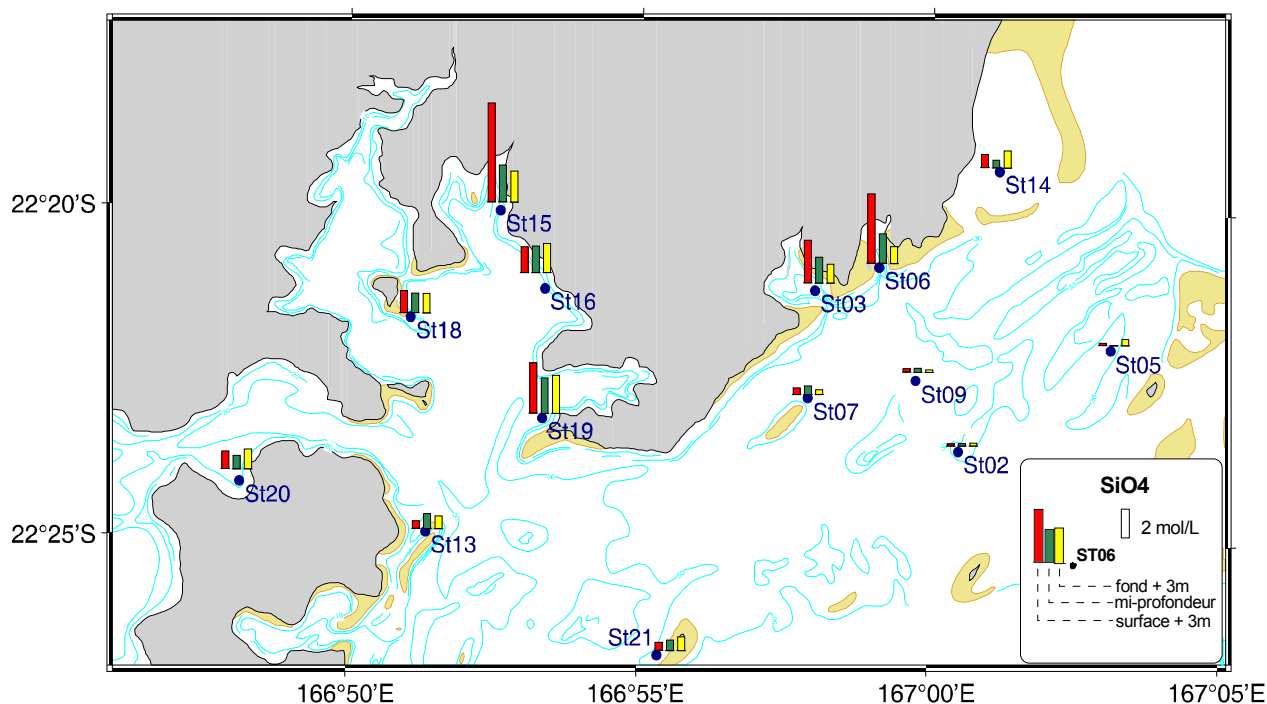 22°20'S
22°25'S
St14
St15
St06
St16
St03
St18
St05
St09
St07
St19
St02
St20
St13
St21
SiO4
2 mol/L
ST06
fond + 3m
mi-profondeur
surface + 3m
166°50'E
166°55'E
167°00'E
167°05'E